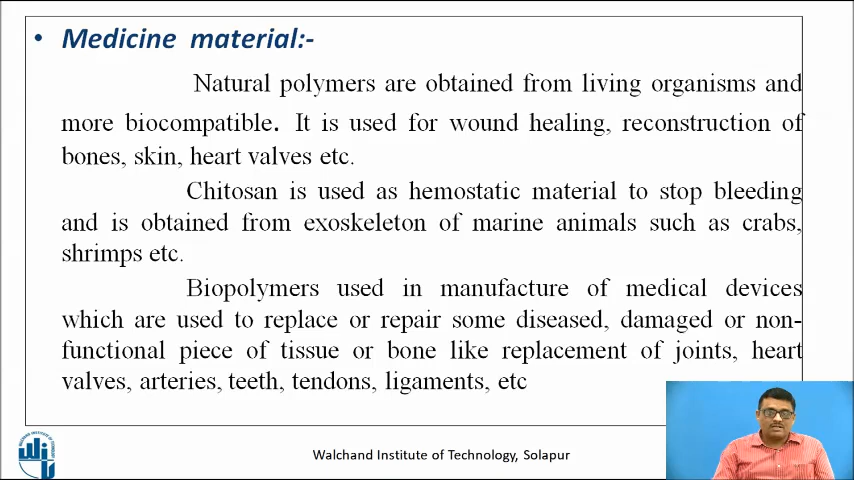 • Medicine material:-
Natural polymers are obtained from living organisms and
more biocompatible. It is used for wound healing, reconstruction of
bones, skin, heart valves etc.
Chitosan is used as hemostatic material to stop bleeding
and is obtained from exoskeleton of marine animals such as crabs,
shrimps etc.
Biopolymers used in manufacture of medical devices
which are used to replace or repair some diseased, damaged or non-
functional piece of tissue or bone like replacement of joints, heart
valves, arteries, teeth, tendons, ligaments, etc
Walchand Institute of Technology, Solapur